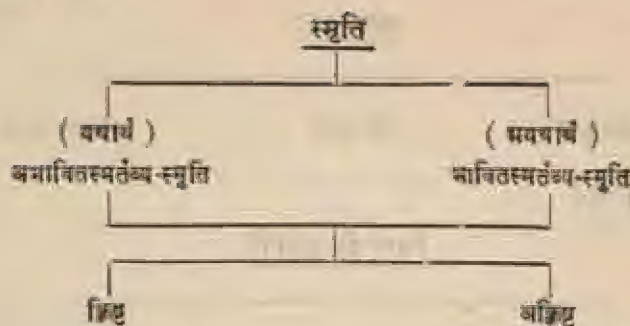 स्मृति
( यथार्थ ) ( अयथार्थ )
अभावितस्मर्तव्य-स्मृति भावितस्मर्तव्य-स्मृति
क्लिष्ट अक्लिष्ट